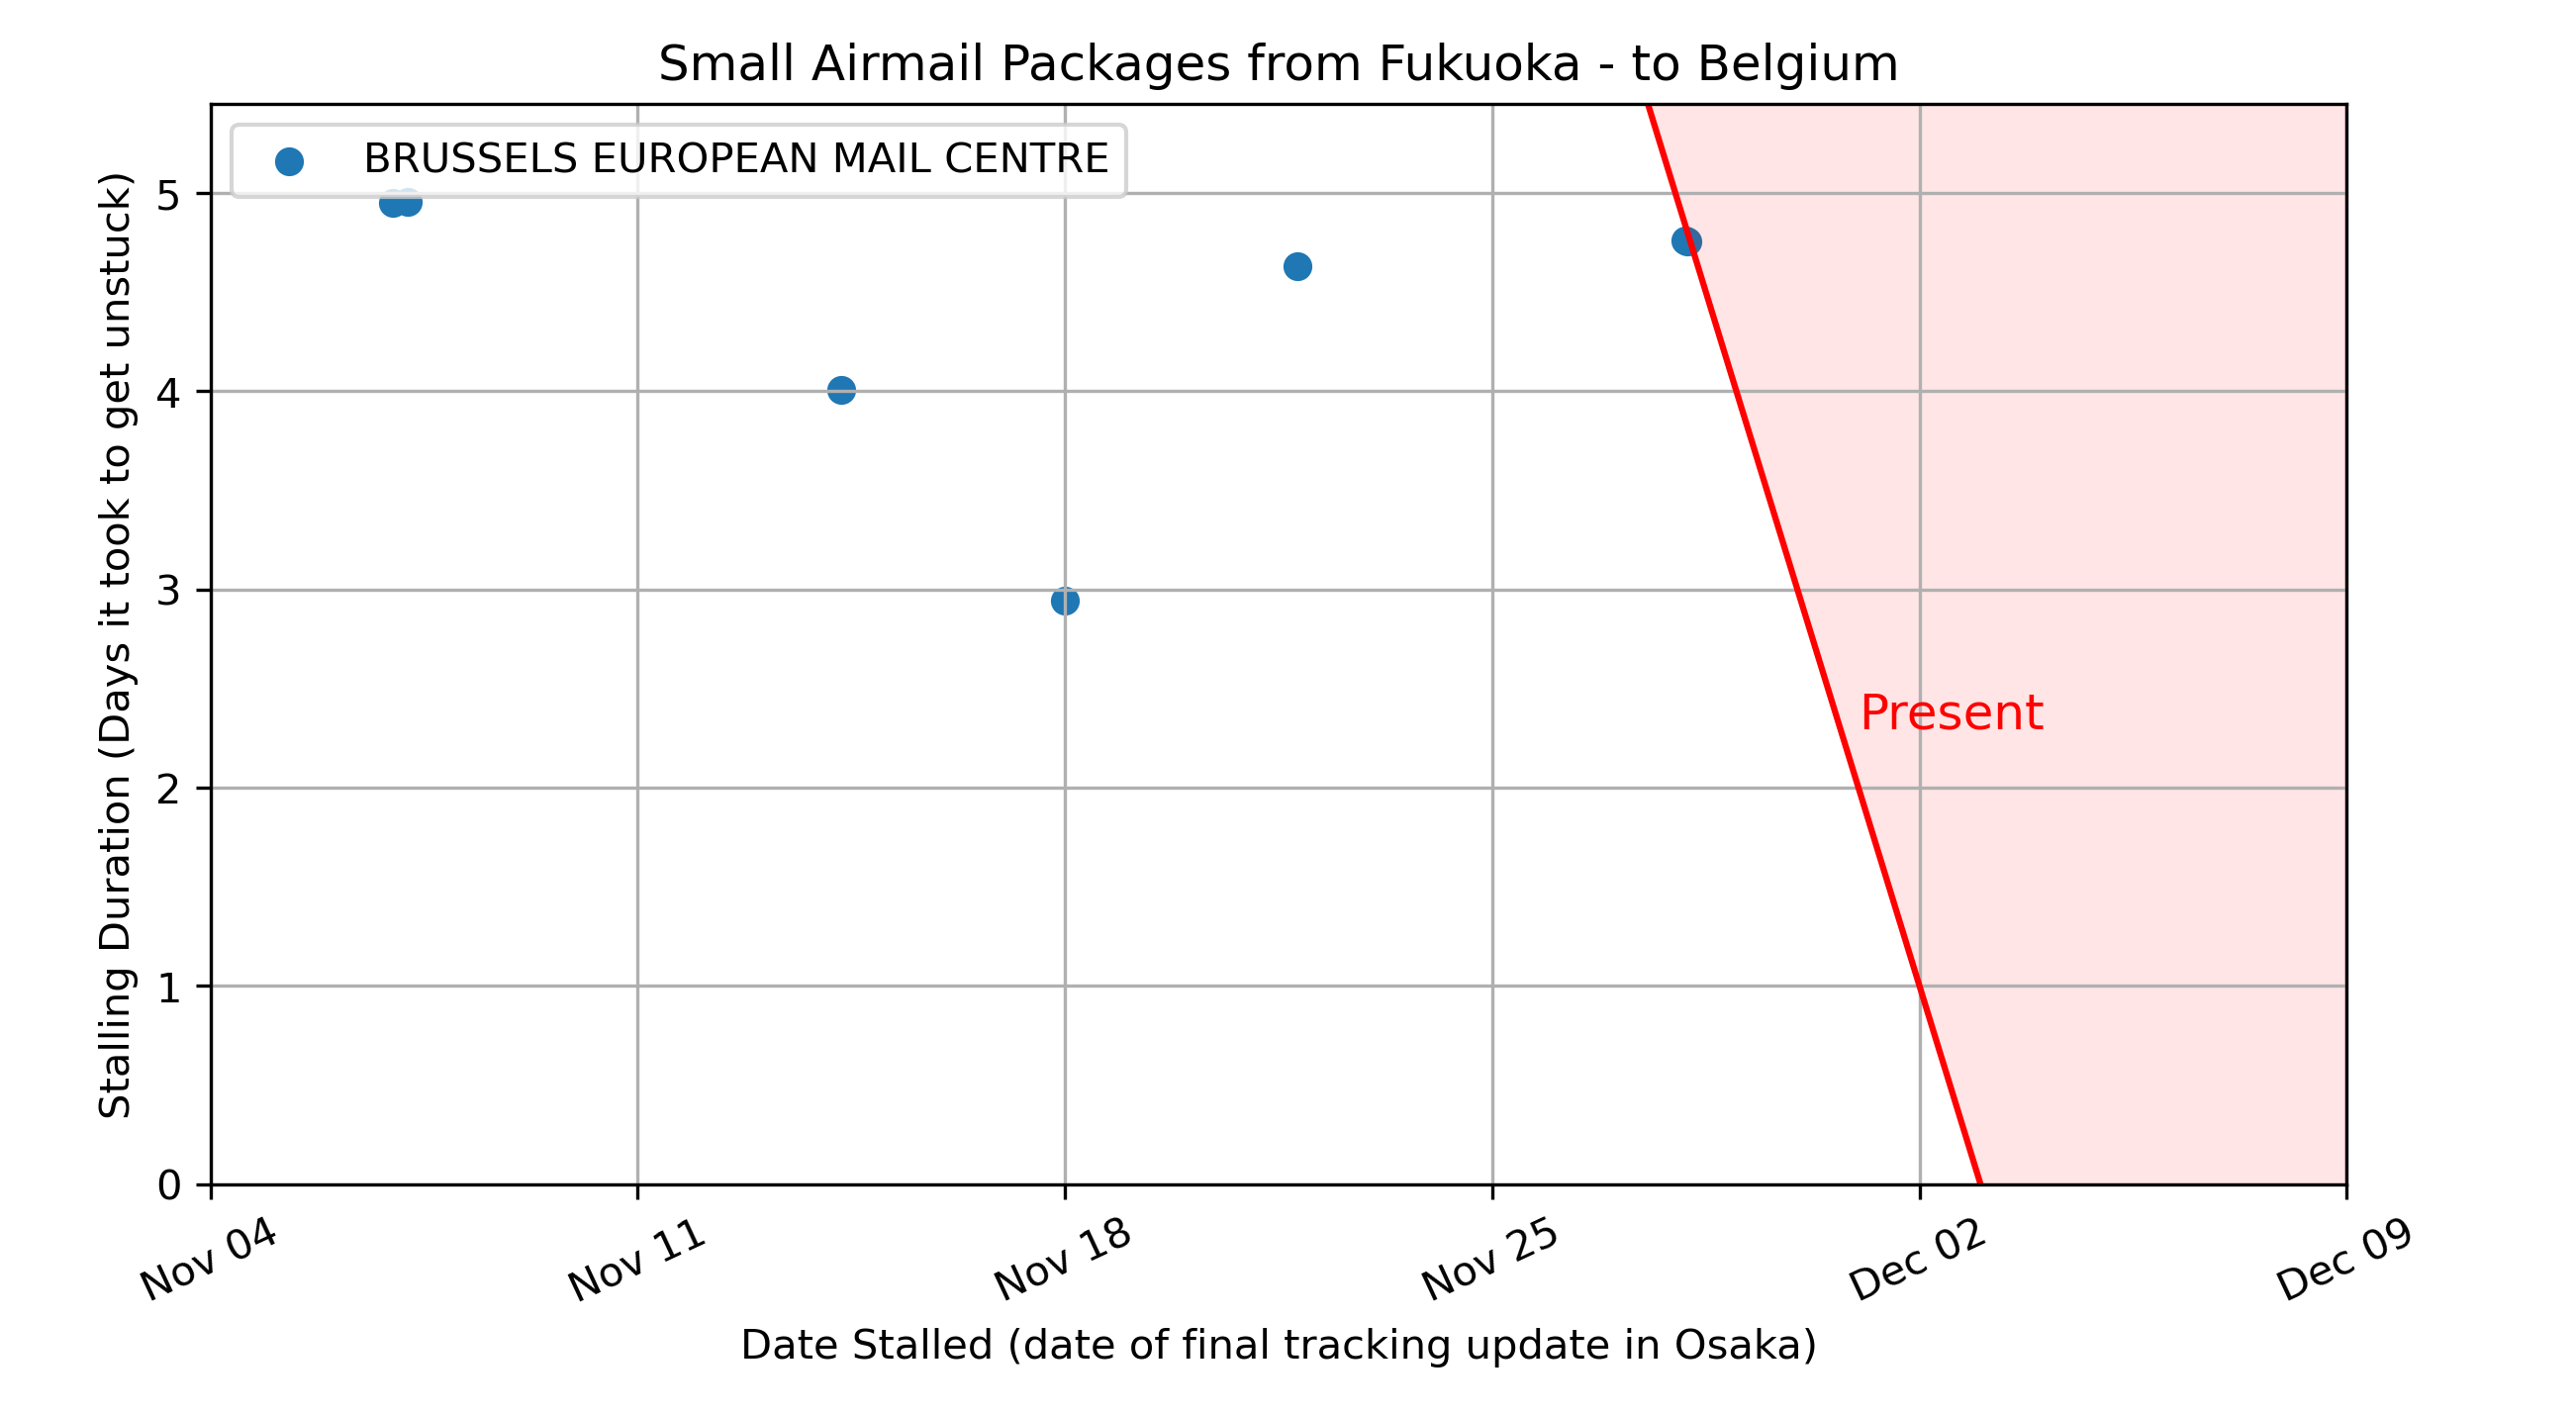 Small Airmail Packages from Fukuoka - to Belgium
BRUSSELS EUROPEAN MAIL CENTRE
Stalling Duration (Days it took to get unstuck)
5
4
3
2
1
0
Present
Nov 04
Nov 11
Nov 18
Nov 25
Dec 02
Dec 09
Date Stalled (date of final tracking update in Osaka)